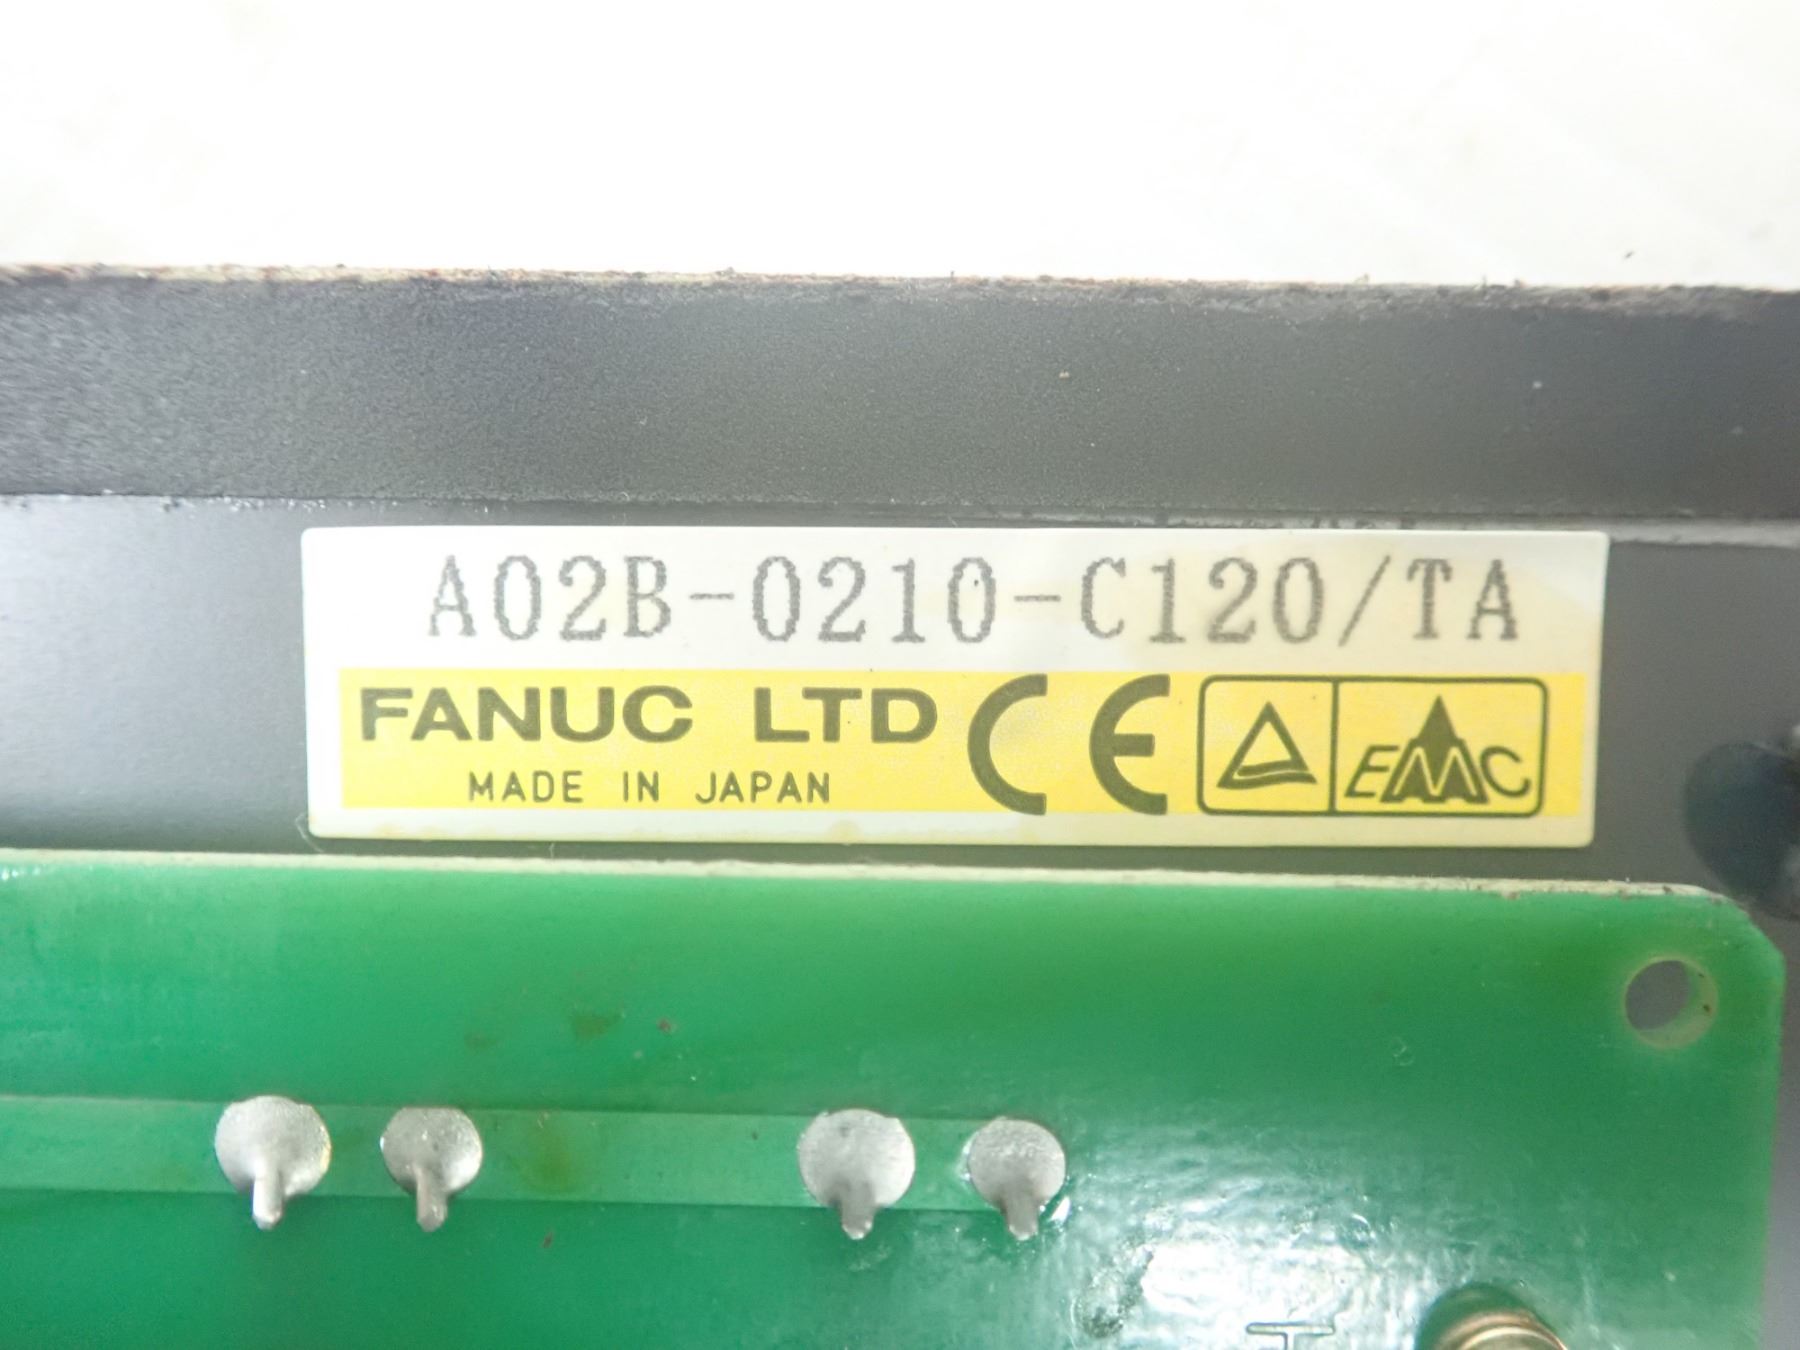 A02B-0210-C120/TA
FANUC LTD CE EMC
MADE IN JAPAN